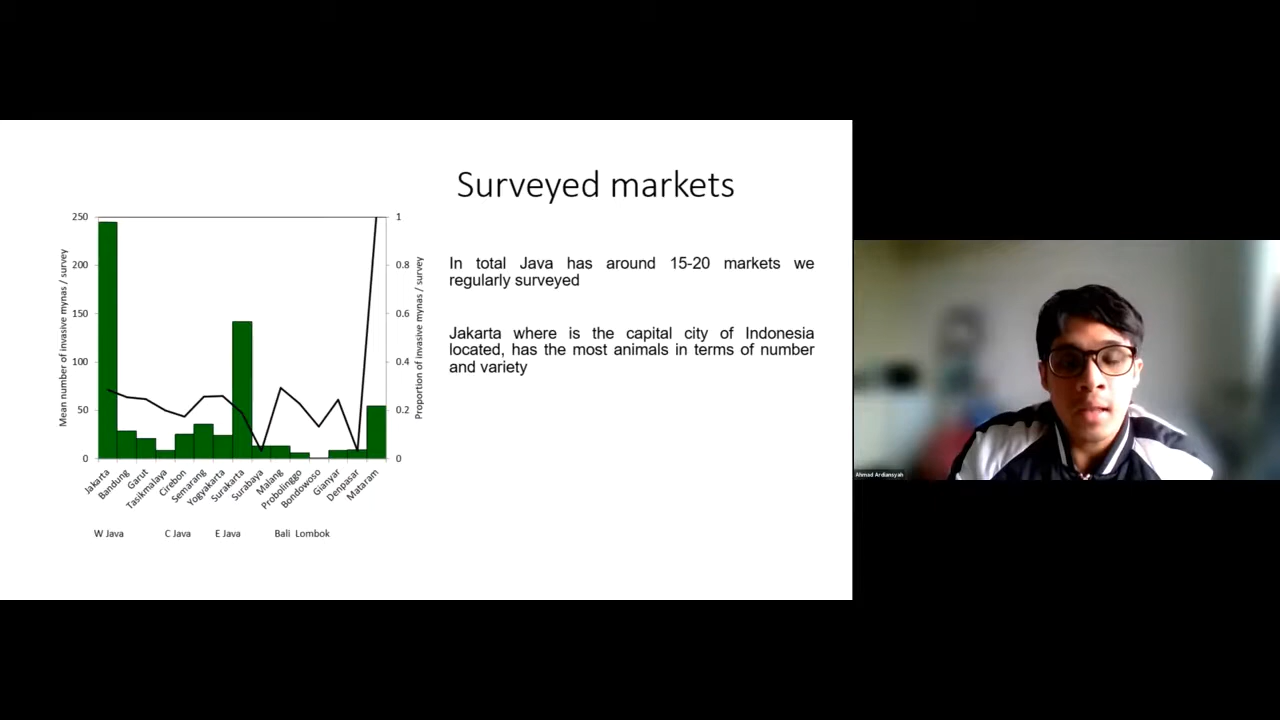 Surveyed markets
In total Java has around 15-20 markets we
regularly surveyed
Jakarta where is the capital city of Indonesia
located, has the most animals in terms of number
and variety
Mean number of invasive mynas / survey
250
200
150
100
50
0
Proportion of invasive mynas / survey
1
0.8
0.6
0.4
0.2
0
Jakarta
Bandung
Garut
Tasikmalaya
Cirebon
Semarang
Yogyakarta
Surakarta
Surabaya
Malang
Probolinggo
Bondowoso
Gianyar
Denpasar
Mataram
W Java C Java E Java Bali Lombok
Ahmad Ardiansyah